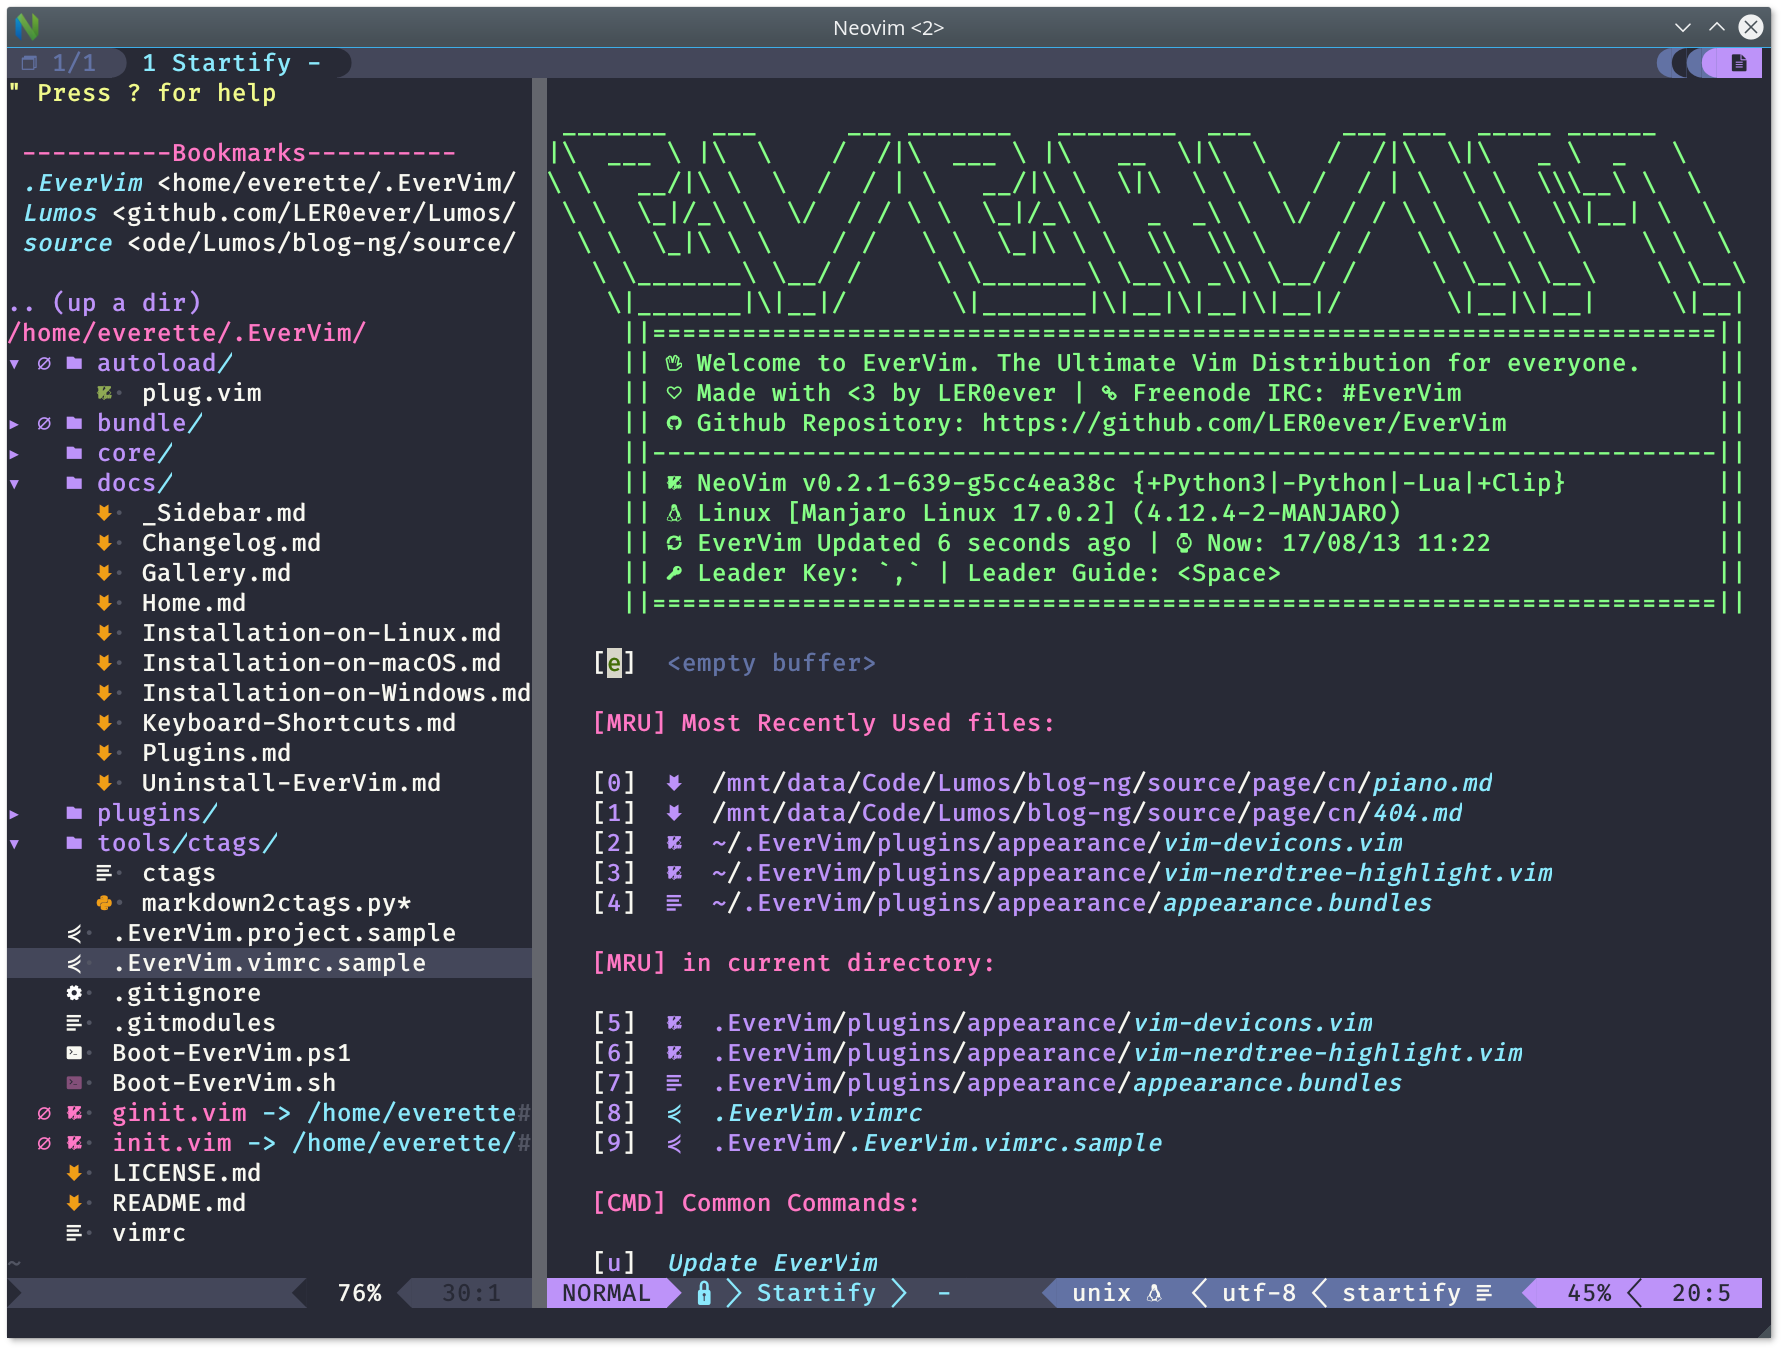 Neovim <2>
1/1 1 Startify -
" Press ? for help
----------Bookmarks----------
.EverVim <home/everette/.EverVim/
Lumos <github.com/LER0ever/Lumos/
source <ode/Lumos/blog-ng/source/
.. (up a dir)
/home/everette/.EverVim/
autoload/
plug.vim
bundle/
core/
docs/
_Sidebar.md
Changelog.md
Gallery.md
Home.md
Installation-on-Linux.md
Installation-on-macOS.md
Installation-on-Windows.md
Keyboard-Shortcuts.md
Plugins.md
Uninstall-EverVim.md
plugins/
tools/ctags/
ctags
markdown2ctags.py*
.EverVim.project.sample
.EverVim.vimrc.sample
.gitignore
.gitmodules
Boot-EverVim.ps1
Boot-EverVim.sh
ginit.vim -> /home/everette#
init.vim -> /home/everette/#
LICENSE.md
README.md
vimrc
~
76% 30:1
EVERVIM
Welcome to EverVim. The Ultimate Vim Distribution for everyone.
Made with <3 by LER0ever | Freenode IRC: #EverVim
Github Repository: https://github.com/LER0ever/EverVim
NeoVim v0.2.1-639-g5cc4ea38c {+Python3|-Python|-Lua|+Clip}
Linux [Manjaro Linux 17.0.2] (4.12.4-2-MANJARO)
EverVim Updated 6 seconds ago | Now: 17/08/13 11:22
Leader Key: `,` | Leader Guide: <Space>
[e] <empty buffer>
[MRU] Most Recently Used files:
[0] /mnt/data/Code/Lumos/blog-ng/source/page/cn/piano.md
[1] /mnt/data/Code/Lumos/blog-ng/source/page/cn/404.md
[2] ~/.EverVim/plugins/appearance/vim-devicons.vim
[3] ~/.EverVim/plugins/appearance/vim-nerdtree-highlight.vim
[4] ~/.EverVim/plugins/appearance/appearance.bundles
[MRU] in current directory:
[5] .EverVim/plugins/appearance/vim-devicons.vim
[6] .EverVim/plugins/appearance/vim-nerdtree-highlight.vim
[7] .EverVim/plugins/appearance/appearance.bundles
[8] .EverVim.vimrc
[9] .EverVim/.EverVim.vimrc.sample
[CMD] Common Commands:
[u] Update EverVim
NORMAL Startify - unix utf-8 startify 45% 20:5